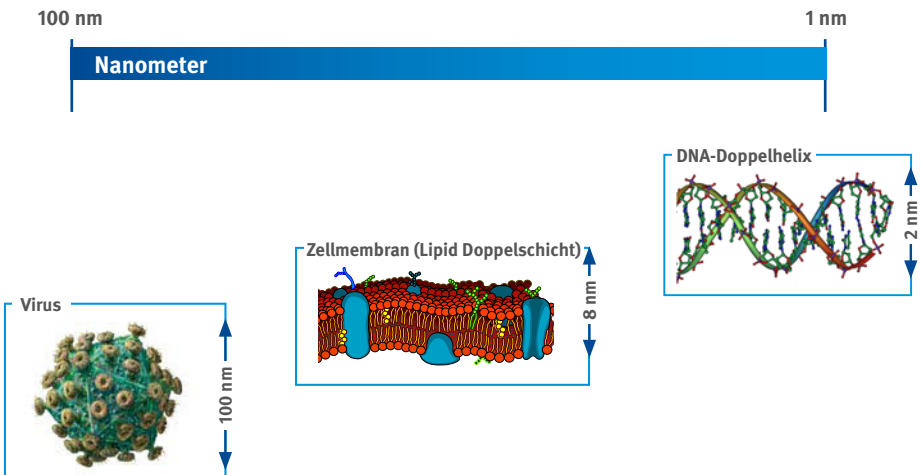 100 nm
1 nm
Nanometer
DNA-Doppelhelix
2 nm
Zellmembran (Lipid Doppelschicht)
8 nm
Virus
100 nm